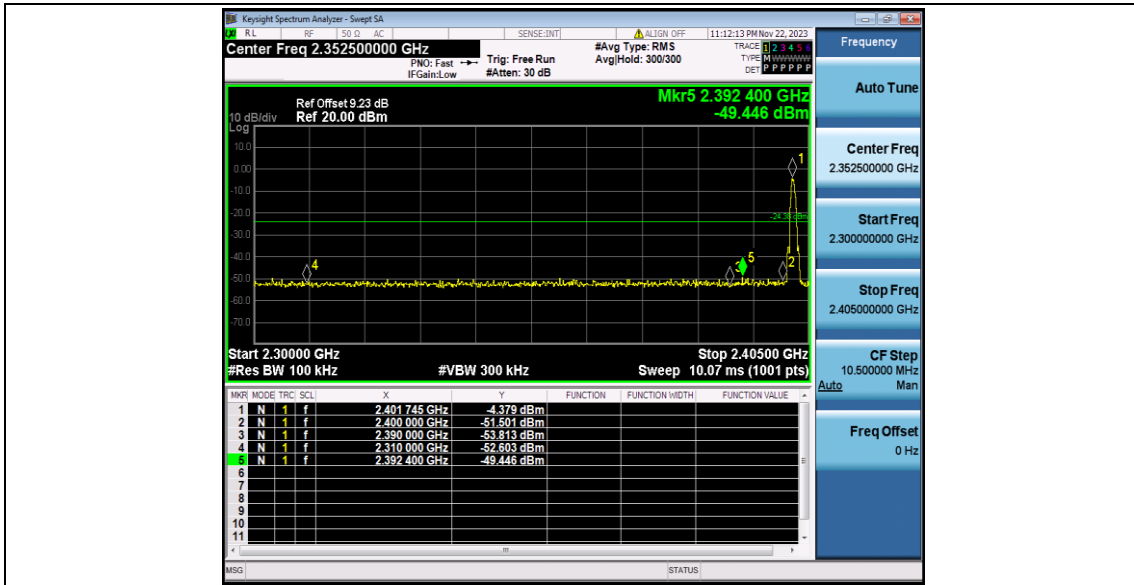 Keysight Spectrum Analyzer - Swept SA
RL RF 50 Ω AC SENSE:INT ALIGN OFF 11:12:13 PM Nov 22, 2023
Center Freq 2.352500000 GHz #Avg Type: RMS TRACE 1 2 3 4 5 6
PNO: Fast Trig: Free Run Avg|Hold: 300/300 TYPE M WWWWW
IFGain:Low #Atten: 30 dB DET P P P P P P
Frequency
Auto Tune
Center Freq
2.352500000 GHz
Start Freq
2.300000000 GHz
Stop Freq
2.405000000 GHz
CF Step
10.500000 MHz
Auto Man
Freq Offset
0 Hz
Mkr5 2.392 400 GHz
-49.446 dBm
Ref Offset 9.23 dB
10 dB/div Ref 20.00 dBm
Log
10.0
0.00
-10.0
-20.0
-30.0
-40.0
-50.0
-60.0
-70.0
1
-24.38 dBm
4
3
5
2
Start 2.30000 GHz Stop 2.40500 GHz
#Res BW 100 kHz #VBW 300 kHz Sweep 10.07 ms (1001 pts)
MKR MODE TRC SCL X Y FUNCTION FUNCTION WIDTH FUNCTION VALUE
1 N 1 f 2.401 745 GHz -4.379 dBm
2 N 1 f 2.400 000 GHz -51.501 dBm
3 N 1 f 2.390 000 GHz -53.813 dBm
4 N 1 f 2.310 000 GHz -52.603 dBm
5 N 1 f 2.392 400 GHz -49.446 dBm
6
7
8
9
10
11
MSG STATUS